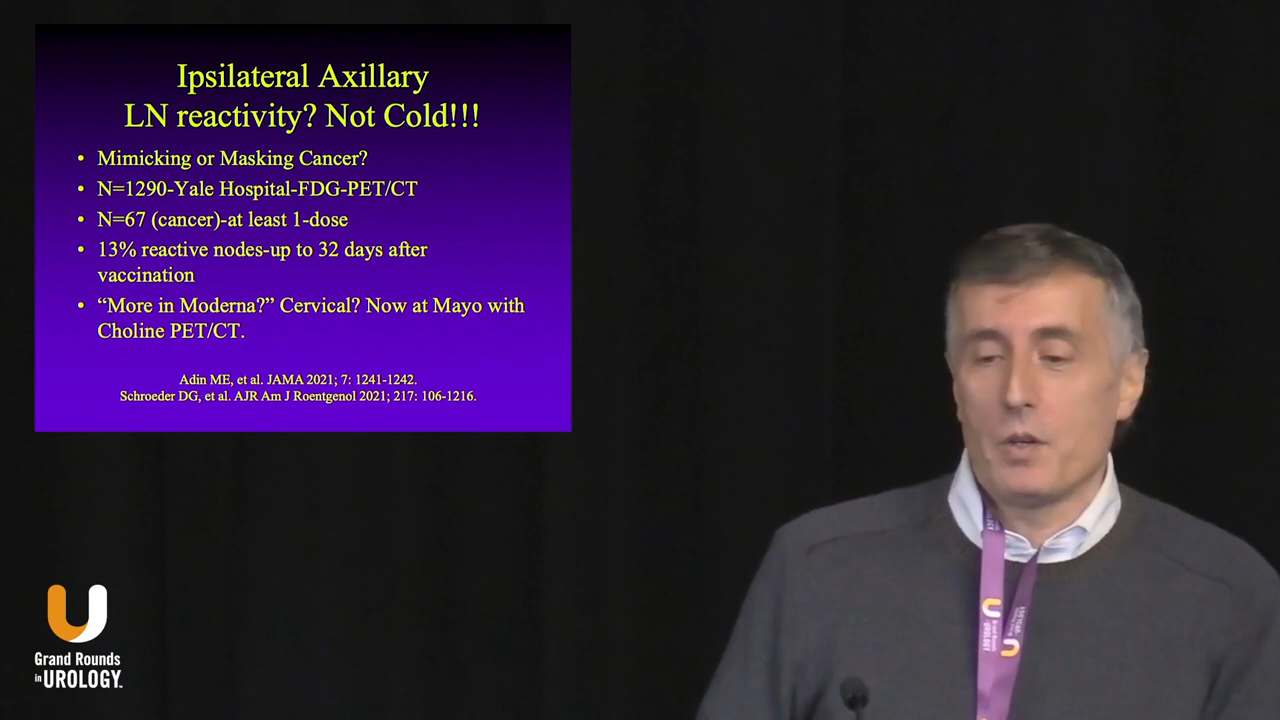 Ipsilateral Axillary
LN reactivity? Not Cold!!!
• Mimicking or Masking Cancer?
• N=1290-Yale Hospital-FDG-PET/CT
• N=67 (cancer)-at least 1-dose
• 13% reactive nodes-up to 32 days after
vaccination
• “More in Moderna?” Cervical? Now at Mayo with
Choline PET/CT.
Adin ME, et al. JAMA 2021; 7: 1241-1242.
Schroeder DG, et al. AJR Am J Roentgenol 2021; 217: 106-1216.
Grand Rounds
in UROLOGY™
UROLOGY